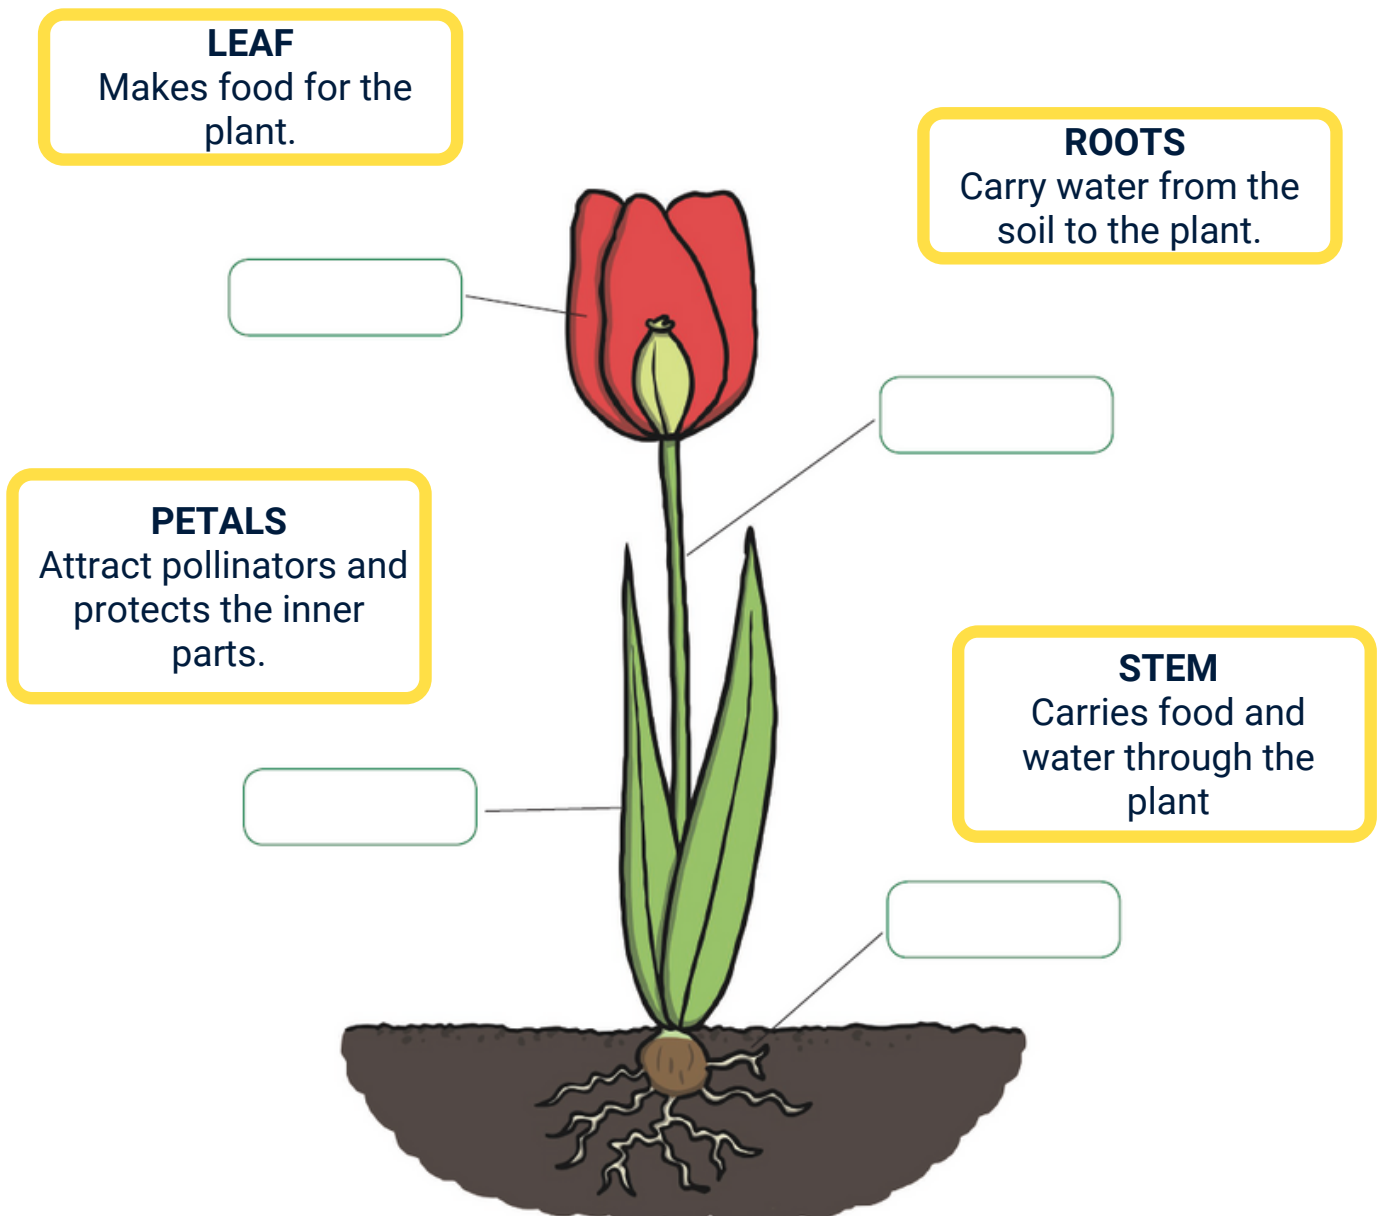 LEAF
Makes food for the
plant.
ROOTS
Carry water from the
soil to the plant.
PETALS
Attract pollinators and
protects the inner
parts.
STEM
Carries food and
water through the
plant